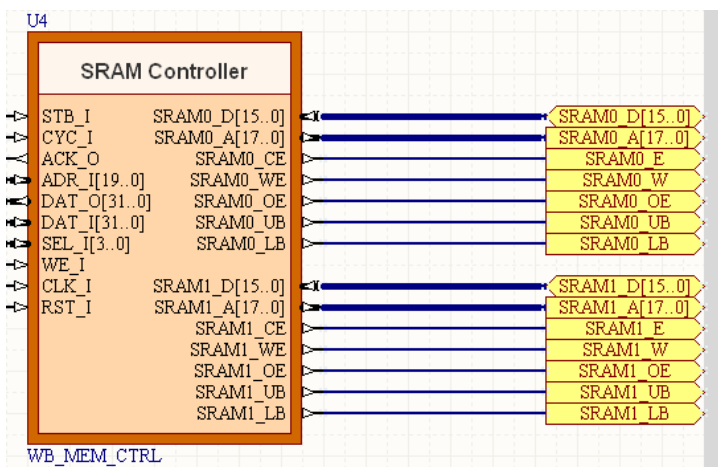 U4
SRAM Controller
STB_I SRAM0_D[15..0] SRAM0_D[15..0]
CYC_I SRAM0_A[17..0] SRAM0_A[17..0]
ACK_O SRAM0_CE SRAM0_E
ADR_I[19..0] SRAM0_WE SRAM0_W
DAT_O[31..0] SRAM0_OE SRAM0_OE
DAT_I[31..0] SRAM0_UB SRAM0_UB
SEL_I[3..0] SRAM0_LB SRAM0_LB
WE_I
CLK_I SRAM1_D[15..0] SRAM1_D[15..0]
RST_I SRAM1_A[17..0] SRAM1_A[17..0]
SRAM1_CE SRAM1_E
SRAM1_WE SRAM1_W
SRAM1_OE SRAM1_OE
SRAM1_UB SRAM1_UB
SRAM1_LB SRAM1_LB
WB_MEM_CTRL